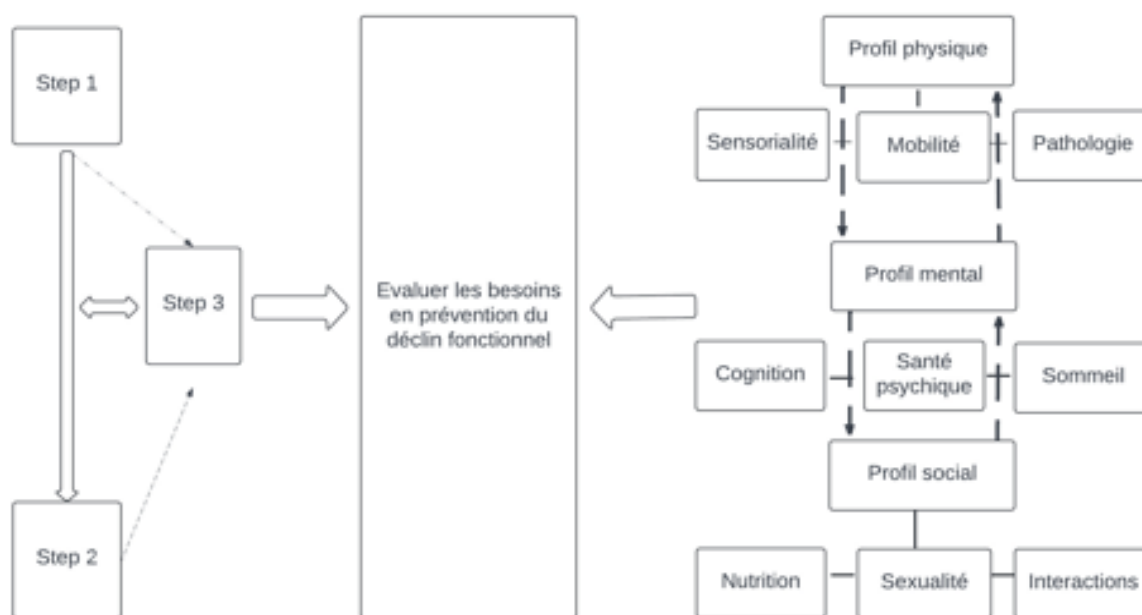 Step 1
Step 3
Step 2
Evaluer les besoins
en prévention du
déclin fonctionnel
Profil physique
Sensorialité
Mobilité
Pathologie
Profil mental
Cognition
Santé
psychique
Sommeil
Profil social
Nutrition
Sexualité
Interactions